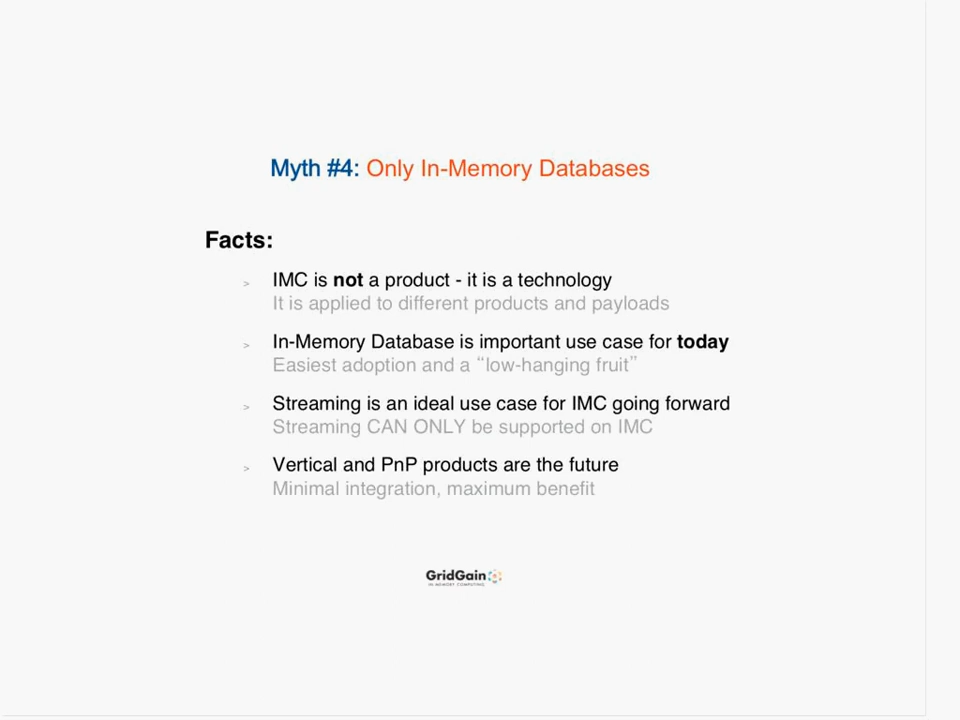 Myth #4: Only In-Memory Databases
Facts:
> IMC is not a product - it is a technology
It is applied to different products and payloads
> In-Memory Database is important use case for today
Easiest adoption and a “low-hanging fruit”
> Streaming is an ideal use case for IMC going forward
Streaming CAN ONLY be supported on IMC
> Vertical and PnP products are the future
Minimal integration, maximum benefit
GridGain
IN-MEMORY COMPUTING